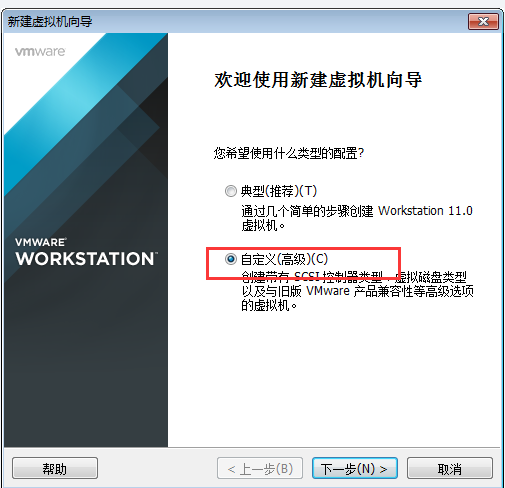 新建虚拟机向导
vmware
欢迎使用新建虚拟机向导
您希望使用什么类型的配置?
典型(推荐)(T)
通过几个简单的步骤创建 Workstation 11.0
虚拟机。
VMWARE
WORKSTATION™
自定义(高级)(C)
创建带有 SCSI 控制器类型、虚拟磁盘类型
以及与旧版 VMware 产品兼容性等高级选项
的虚拟机。
帮助
< 上一步(B)
下一步(N) >
取消